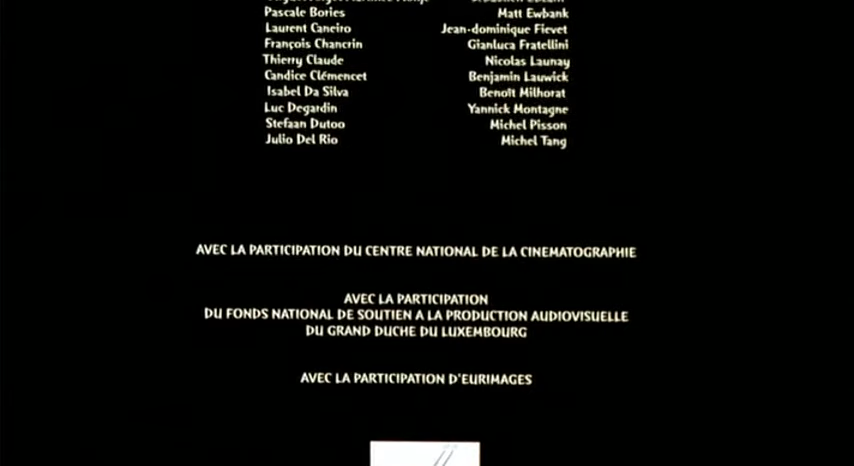 Pascale Bories Matt Ewbank
Laurent Caneiro Jean-dominique Fievet
François Chancrin Gianluca Fratellini
Thierry Claude Nicolas Launay
Candice Clémencet Benjamin Lauwick
Isabel Da Silva Benoît Milhorat
Luc Degardin Yannick Montagne
Stefaan Dutoo Michel Pisson
Julio Del Rio Michel Tang
AVEC LA PARTICIPATION DU CENTRE NATIONAL DE LA CINEMATOGRAPHIE
AVEC LA PARTICIPATION
DU FONDS NATIONAL DE SOUTIEN A LA PRODUCTION AUDIOVISUELLE
DU GRAND DUCHE DU LUXEMBOURG
AVEC LA PARTICIPATION D'EURIMAGES